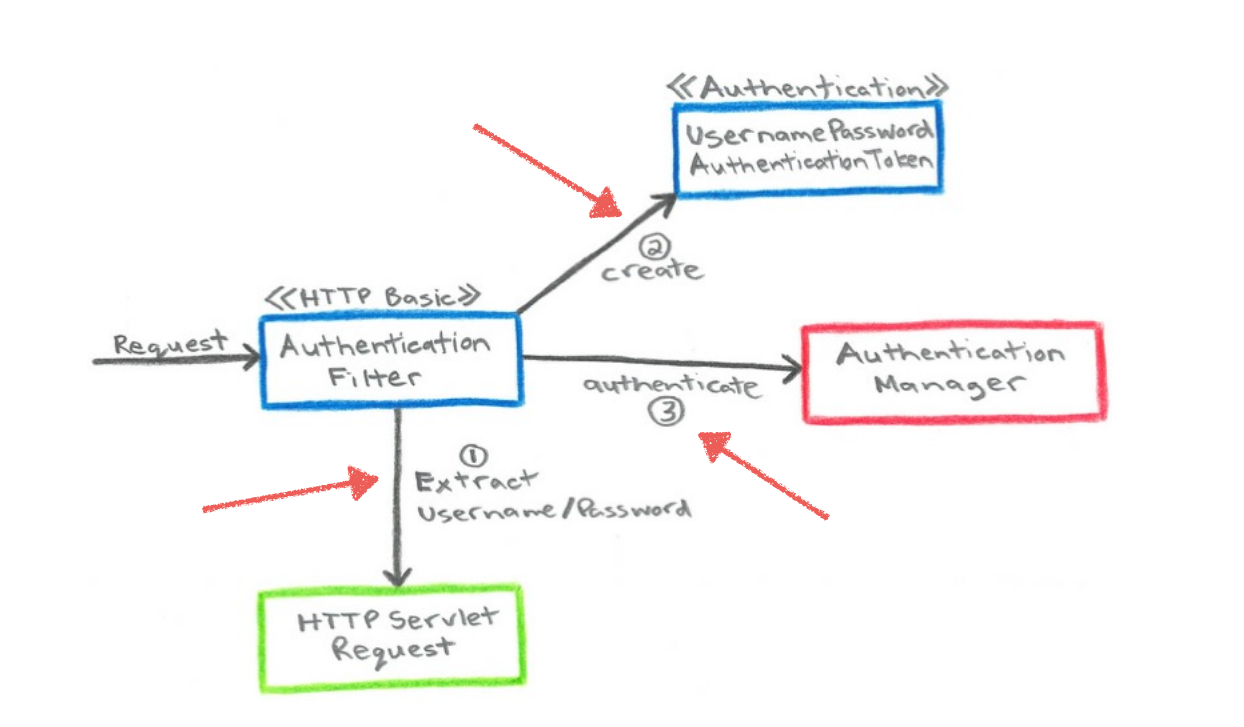 <<Authentication>>
UsernamePassword
AuthenticationToken
②
create
<<HTTP Basic>>
Request
Authentication
Filter
authenticate
③
Authentication
Manager
①
Extract
Username/Password
HTTP Servlet
Request